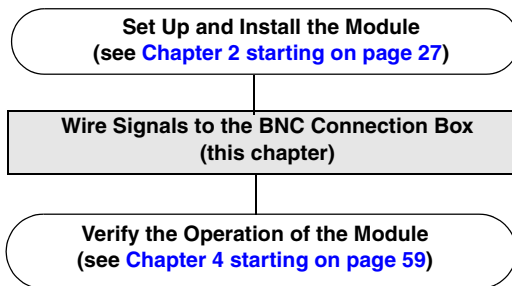 Set Up and Install the Module
(see Chapter 2 starting on page 27)
Wire Signals to the BNC Connection Box
(this chapter)
Verify the Operation of the Module
(see Chapter 4 starting on page 59)